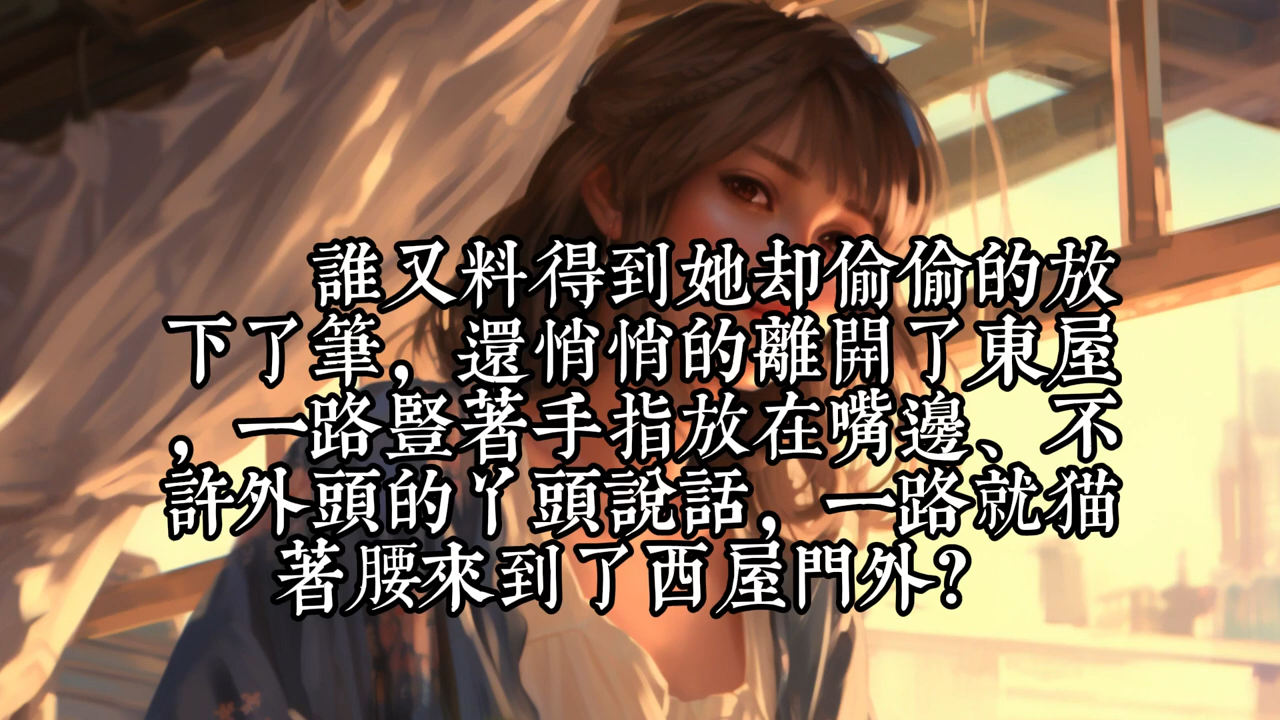 誰又料得到她却偷偷的放
下了筆，還悄悄的離開了東屋
，一路豎著手指放在嘴邊、不
許外頭的丫頭說話，一路就猫
著腰來到了西屋門外？